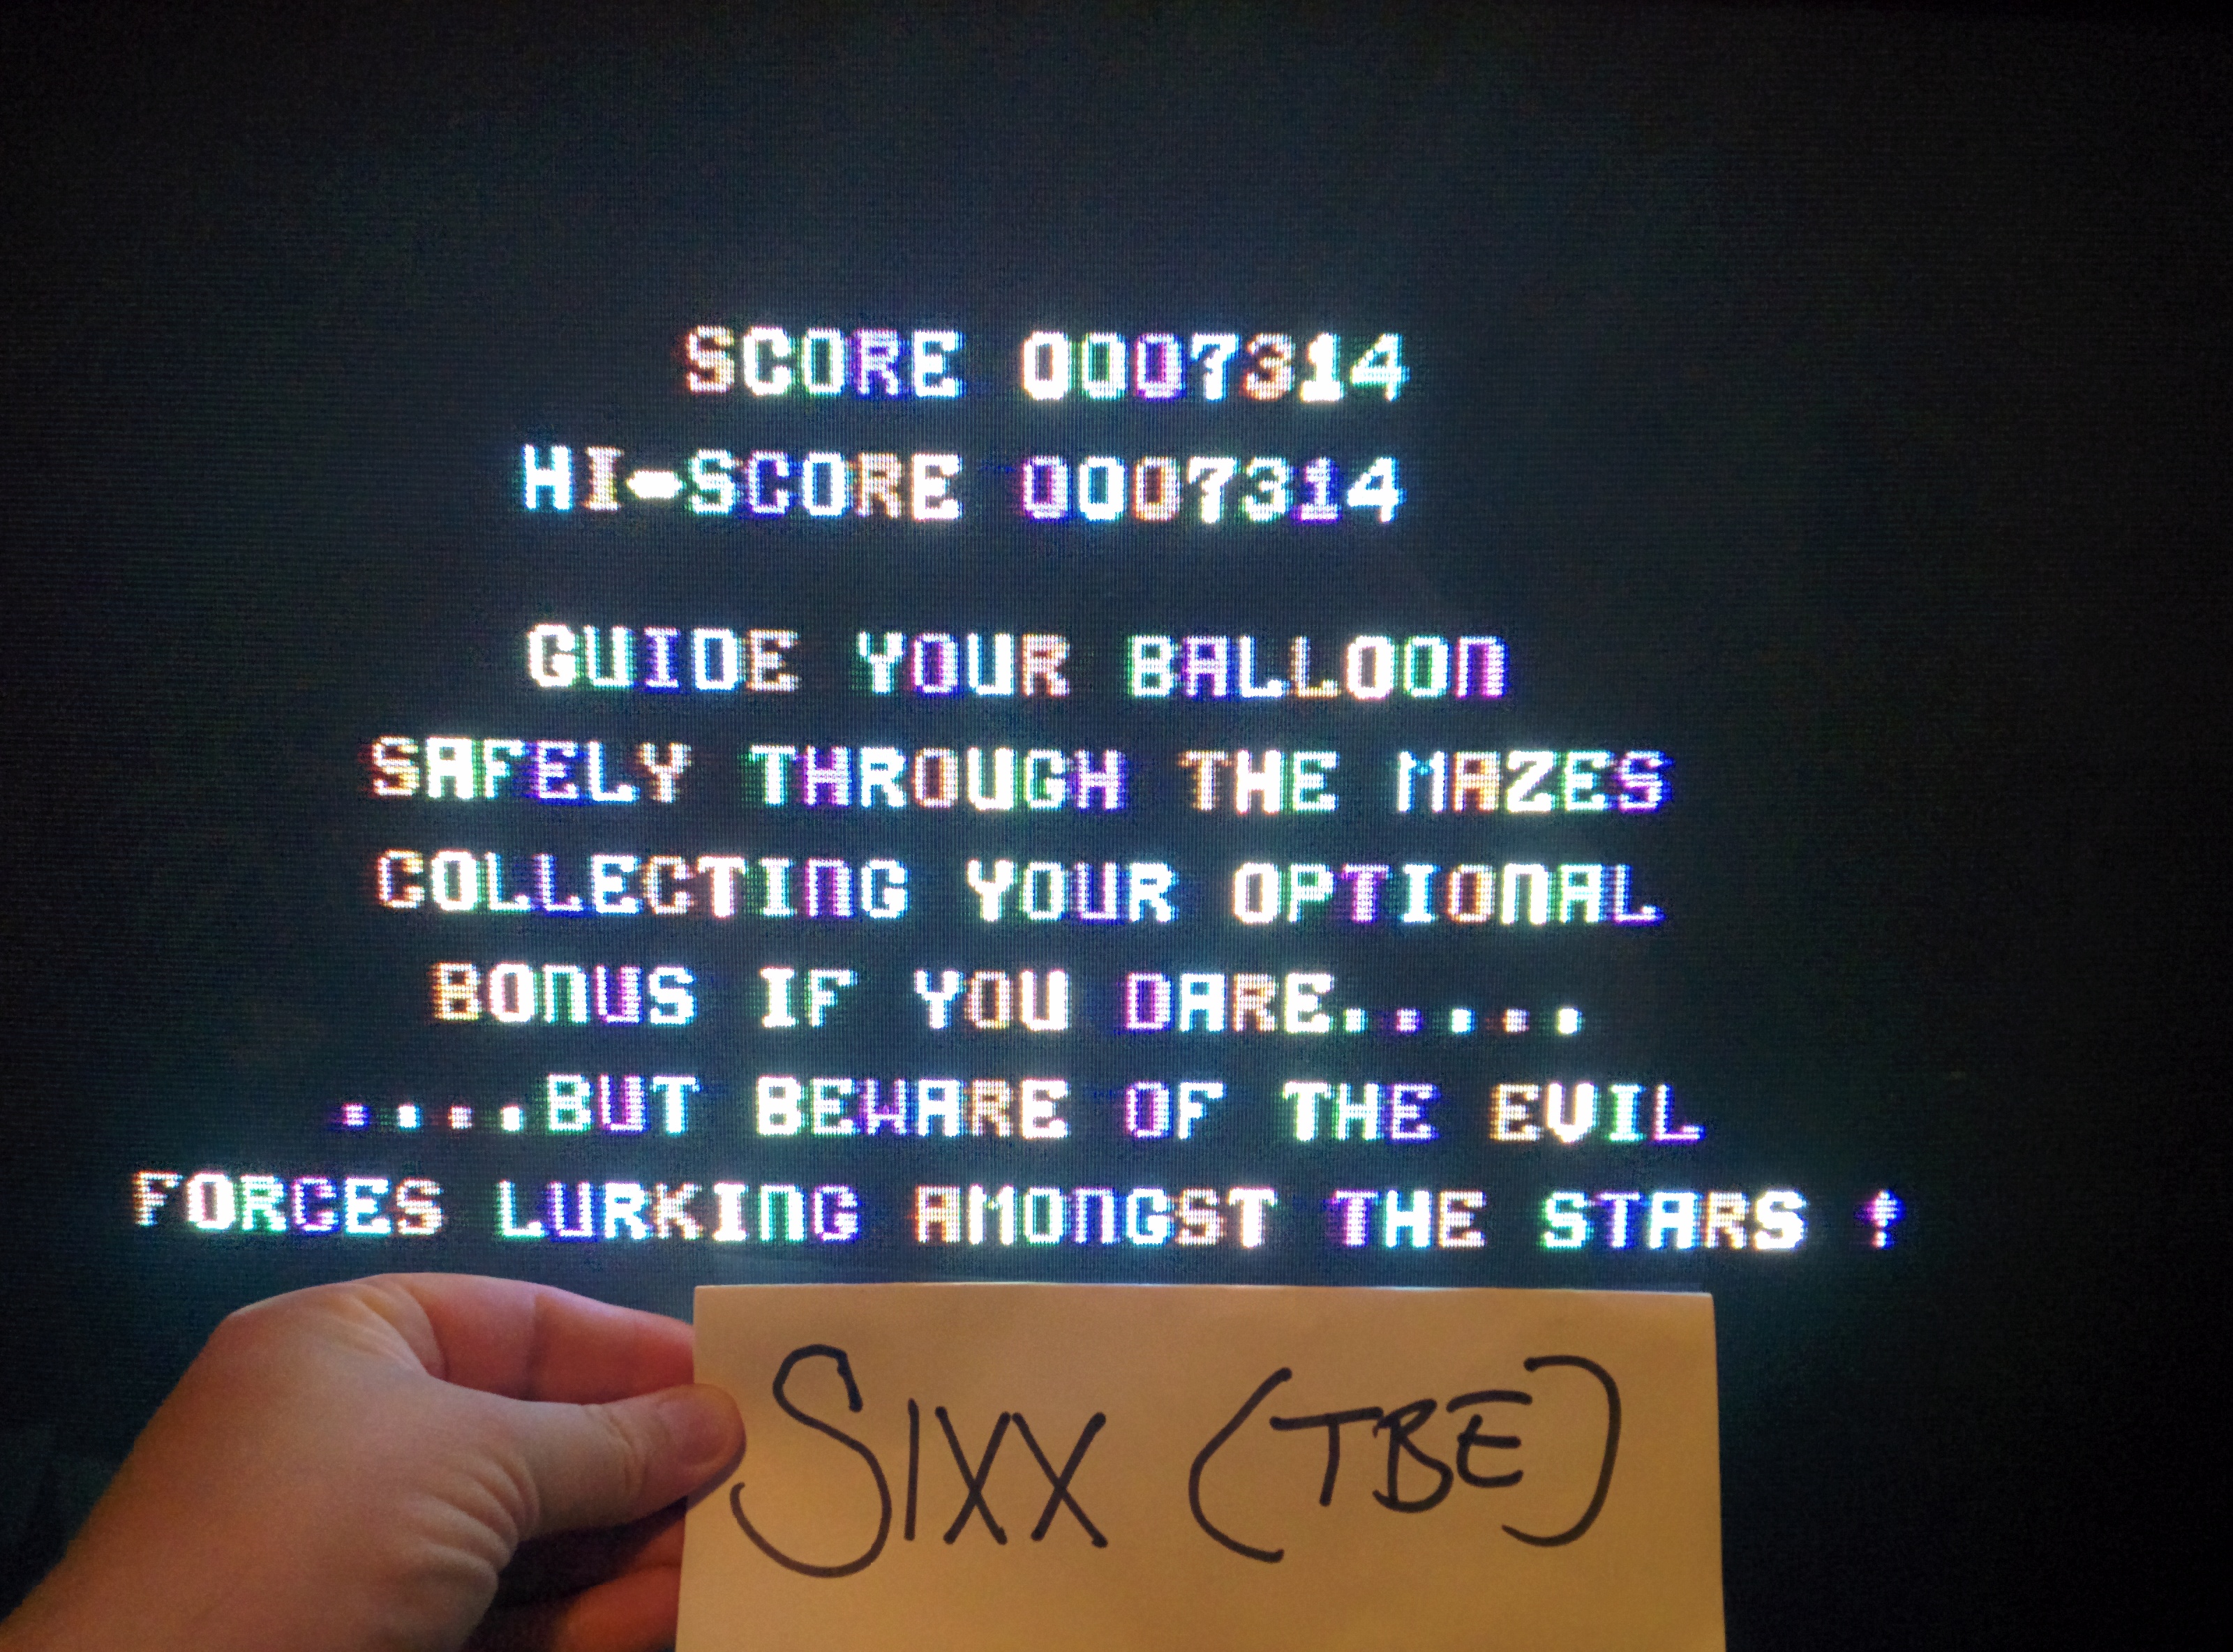 SCORE 0007314
HI-SCORE 0007314
GUIDE YOUR BALLOON
SAFELY THROUGH THE MAZES
COLLECTING YOUR OPTIONAL
BONUS IF YOU DARE.....
....BUT BEWARE OF THE EVIL
FORCES LURKING AMONGST THE STARS !
SIXX (TBE)